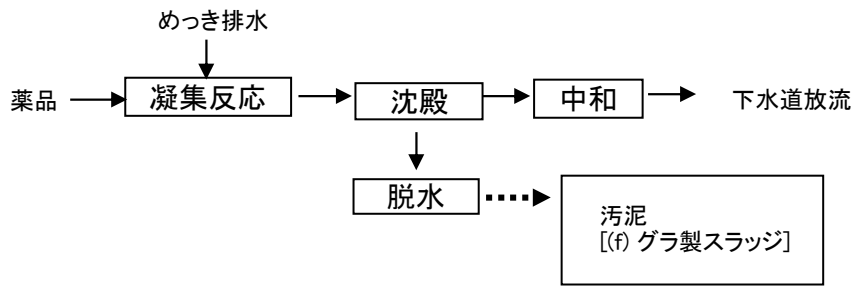 めっき排水
薬品
凝集反応
沈殿
中和
下水道放流
脱水
汚泥
[(f) グラ製スラッジ]